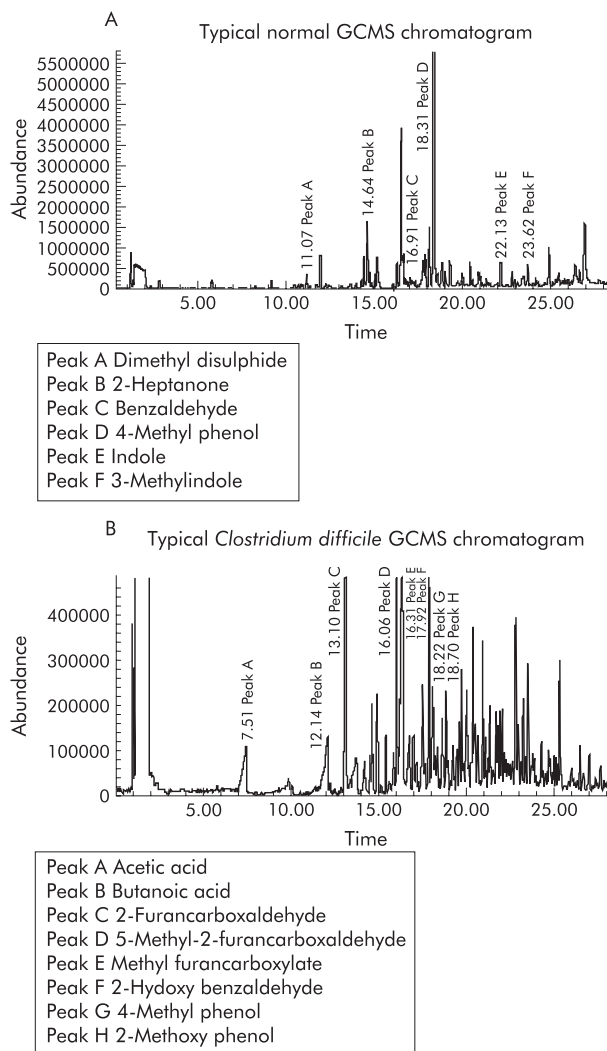 A
Typical normal GCMS chromatogram
5500000
5000000
4500000
4000000
3500000
3000000
2500000
2000000
1500000
1000000
500000
0
Abundance
11.07 Peak A
14.64 Peak B
16.91 Peak C
18.31 Peak D
22.13 Peak E
23.62 Peak F
5.00 10.00 15.00 20.00 25.00
Time
Peak A Dimethyl disulphide
Peak B 2-Heptanone
Peak C Benzaldehyde
Peak D 4-Methyl phenol
Peak E Indole
Peak F 3-Methylindole
B
Typical Clostridium difficile GCMS chromatogram
400000
300000
200000
100000
0
Abundance
7.51 Peak A
12.14 Peak B
13.10 Peak C
16.06 Peak D
16.31 Peak E
17.92 Peak F
18.22 Peak G
18.70 Peak H
5.00 10.00 15.00 20.00 25.00
Time
Peak A Acetic acid
Peak B Butanoic acid
Peak C 2-Furancarboxaldehyde
Peak D 5-Methyl-2-furancarboxaldehyde
Peak E Methyl furancarboxylate
Peak F 2-Hydoxy benzaldehyde
Peak G 4-Methyl phenol
Peak H 2-Methoxy phenol